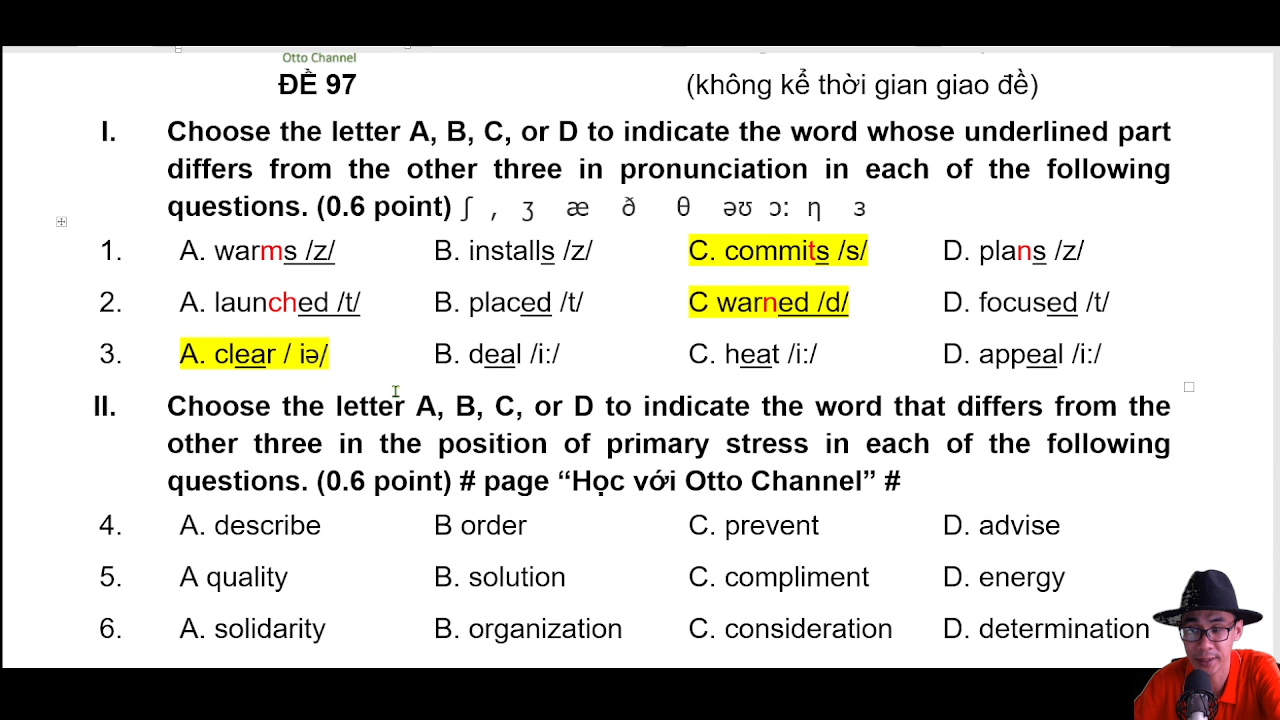 Otto Channel
ĐỀ 97 (không kể thời gian giao đề)
I. Choose the letter A, B, C, or D to indicate the word whose underlined part
differs from the other three in pronunciation in each of the following
questions. (0.6 point) ʃ , ʒ æ ð θ əʊ ɔː ƞ ɜ
1. A. warms /z/ B. installs /z/ C. commits /s/ D. plans /z/
2. A. launched /t/ B. placed /t/ C warned /d/ D. focused /t/
3. A. clear / iə/ B. deal /i:/ C. heat /i:/ D. appeal /i:/
II. Choose the letter A, B, C, or D to indicate the word that differs from the
other three in the position of primary stress in each of the following
questions. (0.6 point) # page “Học với Otto Channel” #
4. A. describe B order C. prevent D. advise
5. A quality B. solution C. compliment D. energy
6. A. solidarity B. organization C. consideration D. determination